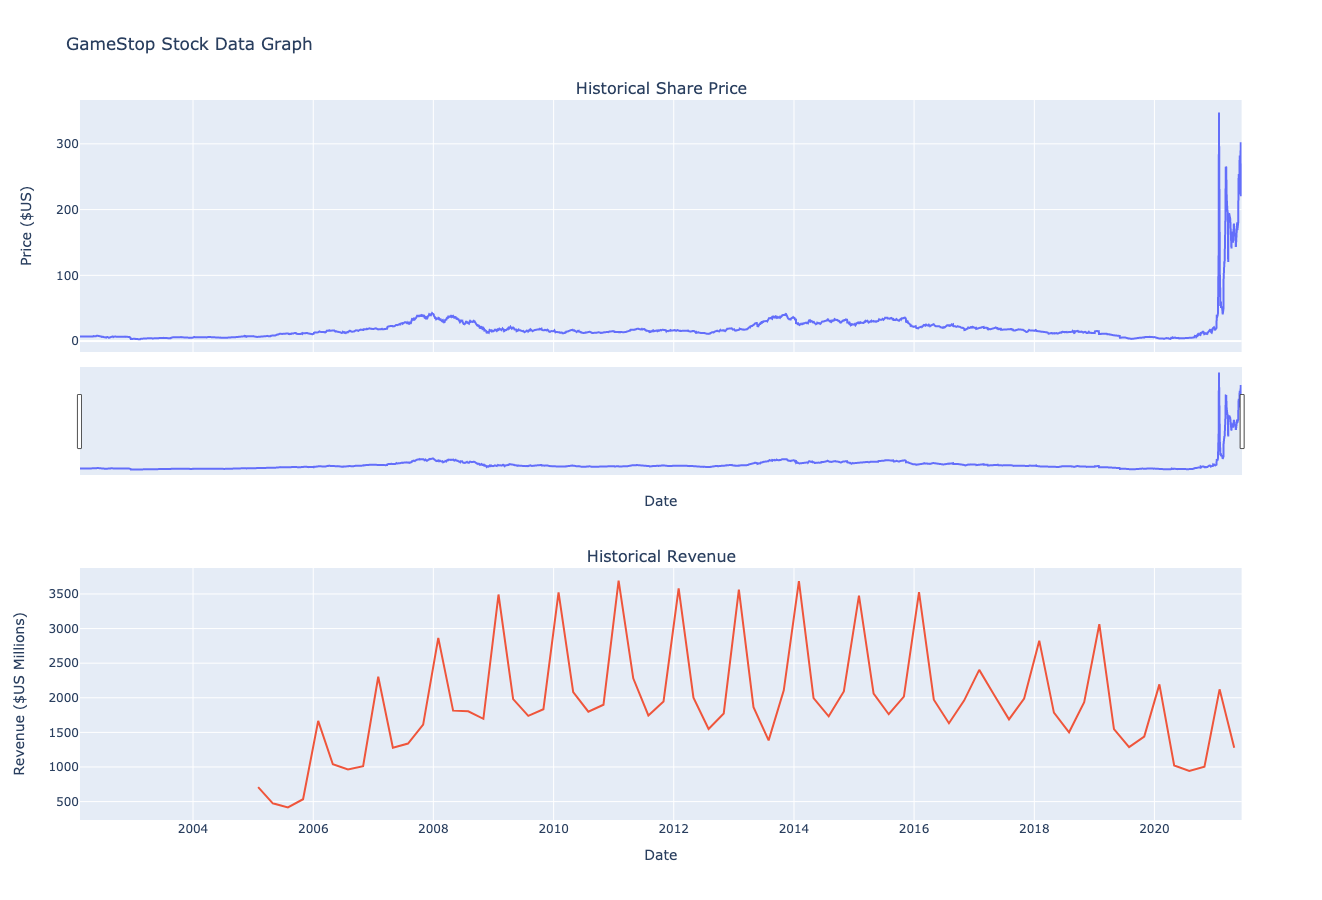 GameStop Stock Data Graph
Historical Share Price
Price ($US)
300
200
100
0
Date
Historical Revenue
Revenue ($US Millions)
3500
3000
2500
2000
1500
1000
500
2004 2006 2008 2010 2012 2014 2016 2018 2020
Date